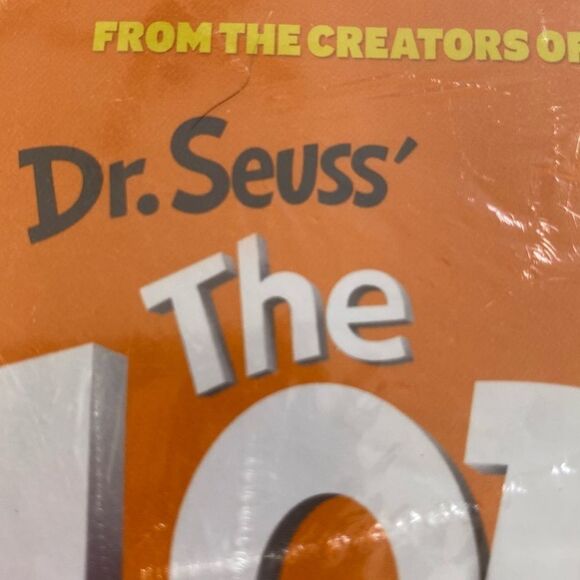 FROM THE CREATORS OF
Dr. Seuss'
The